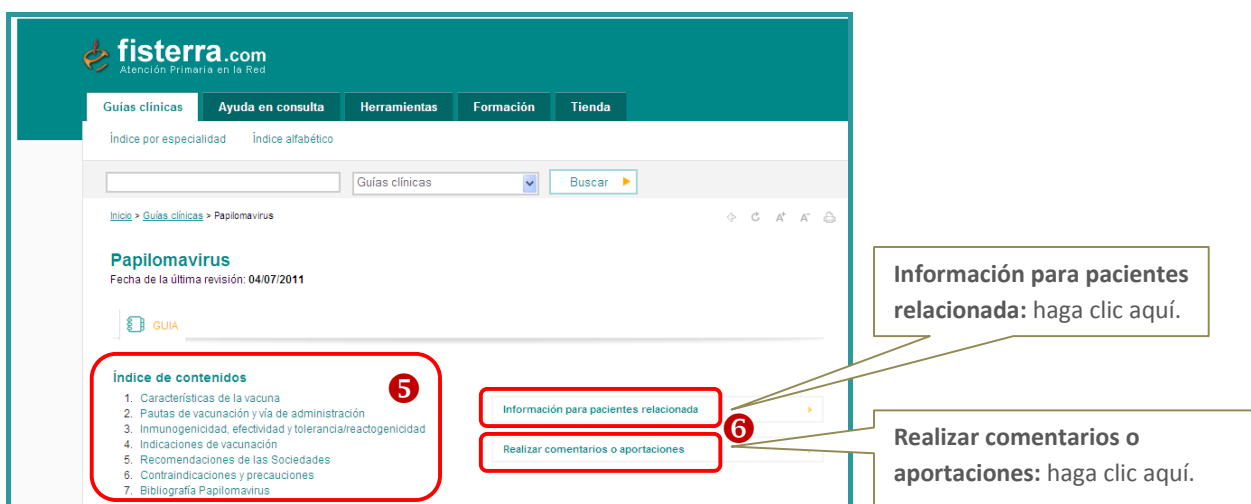 fisterra.com
Atención Primaria en la Red
Guías clínicas Ayuda en consulta Herramientas Formación Tienda
Índice por especialidad Índice alfabético
Guías clínicas Buscar
Inicio > Guías clínicas > Papilomavirus
A+ A-
Papilomavirus
Fecha de la última revisión: 04/07/2011
GUIA
Índice de contenidos
1. Características de la vacuna
2. Pautas de vacunación y vía de administración
3. Inmunogenicidad, efectividad y tolerancia/reactogenicidad
4. Indicaciones de vacunación
5. Recomendaciones de las Sociedades
6. Contraindicaciones y precauciones
7. Bibliografía Papilomavirus
5
Información para pacientes relacionada
6
Realizar comentarios o aportaciones
Información para pacientes
relacionada: haga clic aquí.
Realizar comentarios o
aportaciones: haga clic aquí.